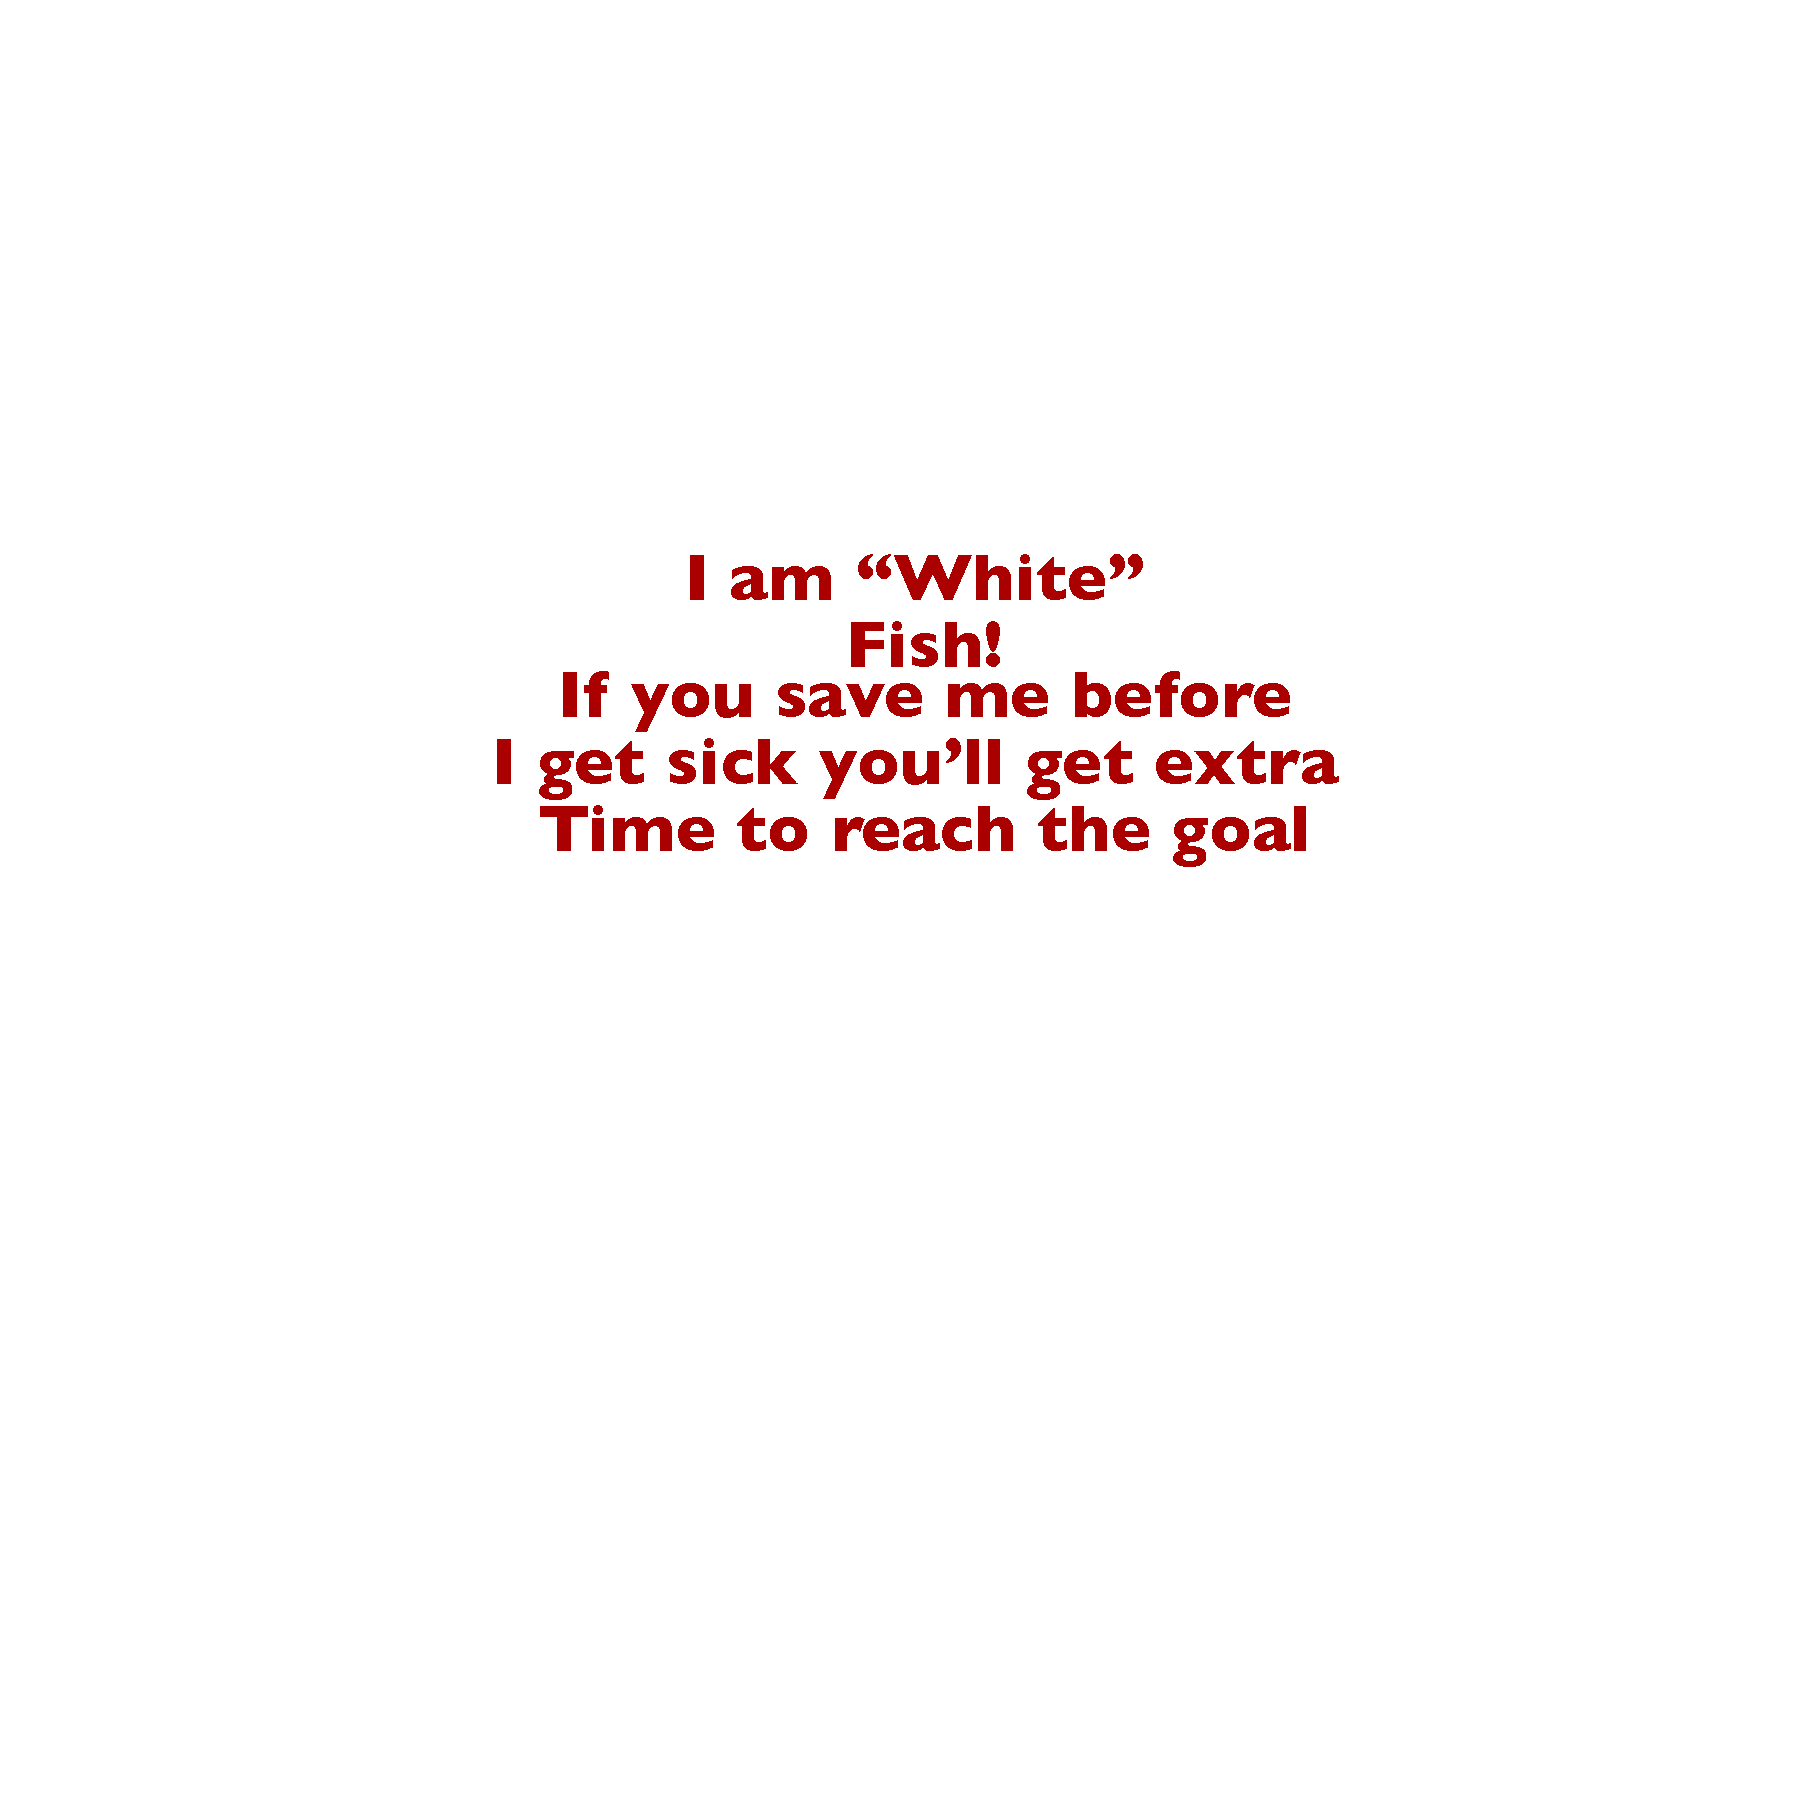 I am “White”
Fish!
If you save me before
I get sick you’ll get extra
Time to reach the goal